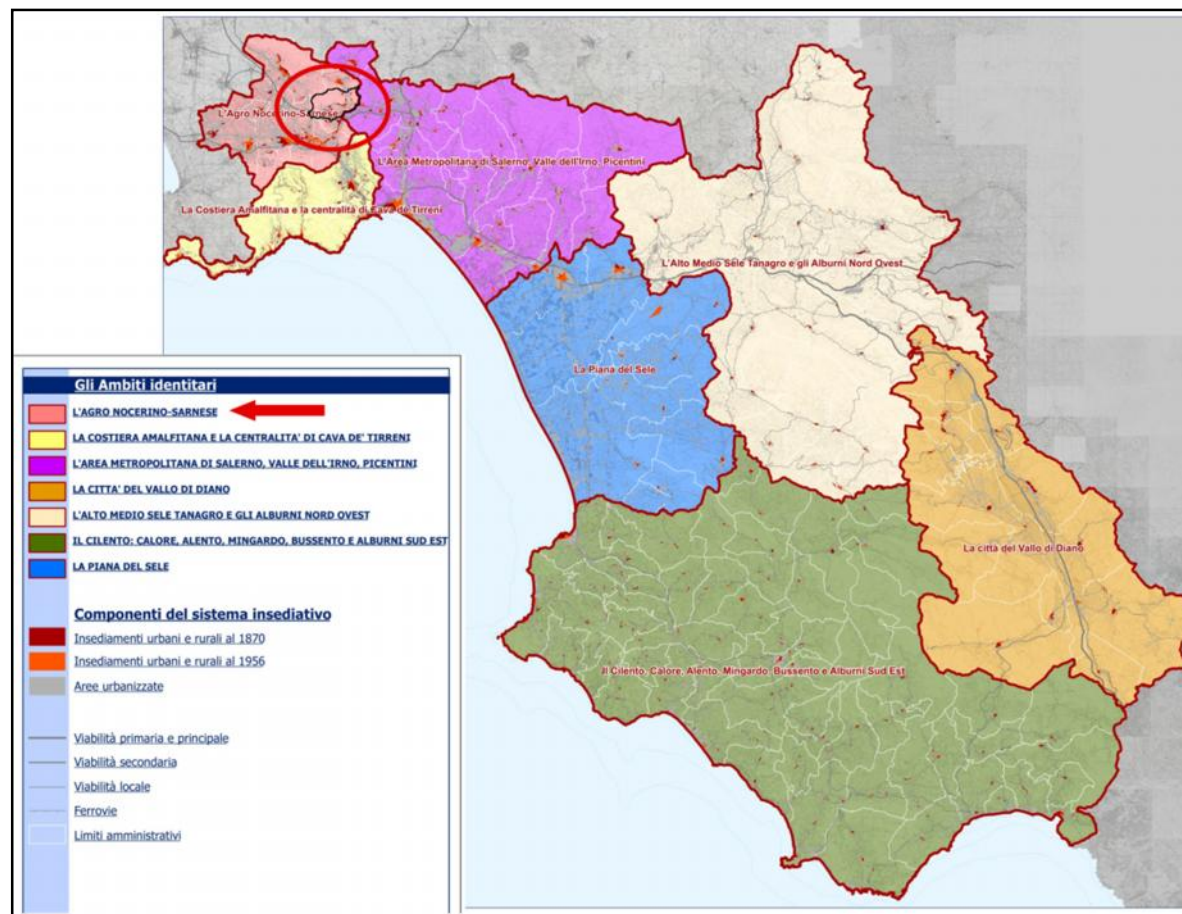 L'Agro Nocerino-Sarnese
L'Area Metropolitana di Salerno, Valle dell'Irno, Picentini
La Costiera Amalfitana e la centralità di Cava de Tirreni
L'Alto Medio Sele Tanagro e gli Alburni Nord Ovest
La Piana del Sele
La città del Vallo di Diano
Il Cilento, Calore, Alento, Mingardo, Bussento e Alburni Sud Est
Gli Ambiti identitari
L'AGRO NOCERINO-SARNESE
LA COSTIERA AMALFITANA E LA CENTRALITA' DI CAVA DE' TIRRENI
L'AREA METROPOLITANA DI SALERNO, VALLE DELL'IRNO, PICENTINI
LA CITTA' DEL VALLO DI DIANO
L'ALTO MEDIO SELE TANAGRO E GLI ALBURNI NORD OVEST
IL CILENTO: CALORE, ALENTO, MINGARDO, BUSSENTO E ALBURNI SUD EST
LA PIANA DEL SELE
Componenti del sistema insediativo
Insediamenti urbani e rurali al 1870
Insediamenti urbani e rurali al 1956
Aree urbanizzate
Viabilità primaria e principale
Viabilità secondaria
Viabilità locale
Ferrovie
Limiti amministrativi